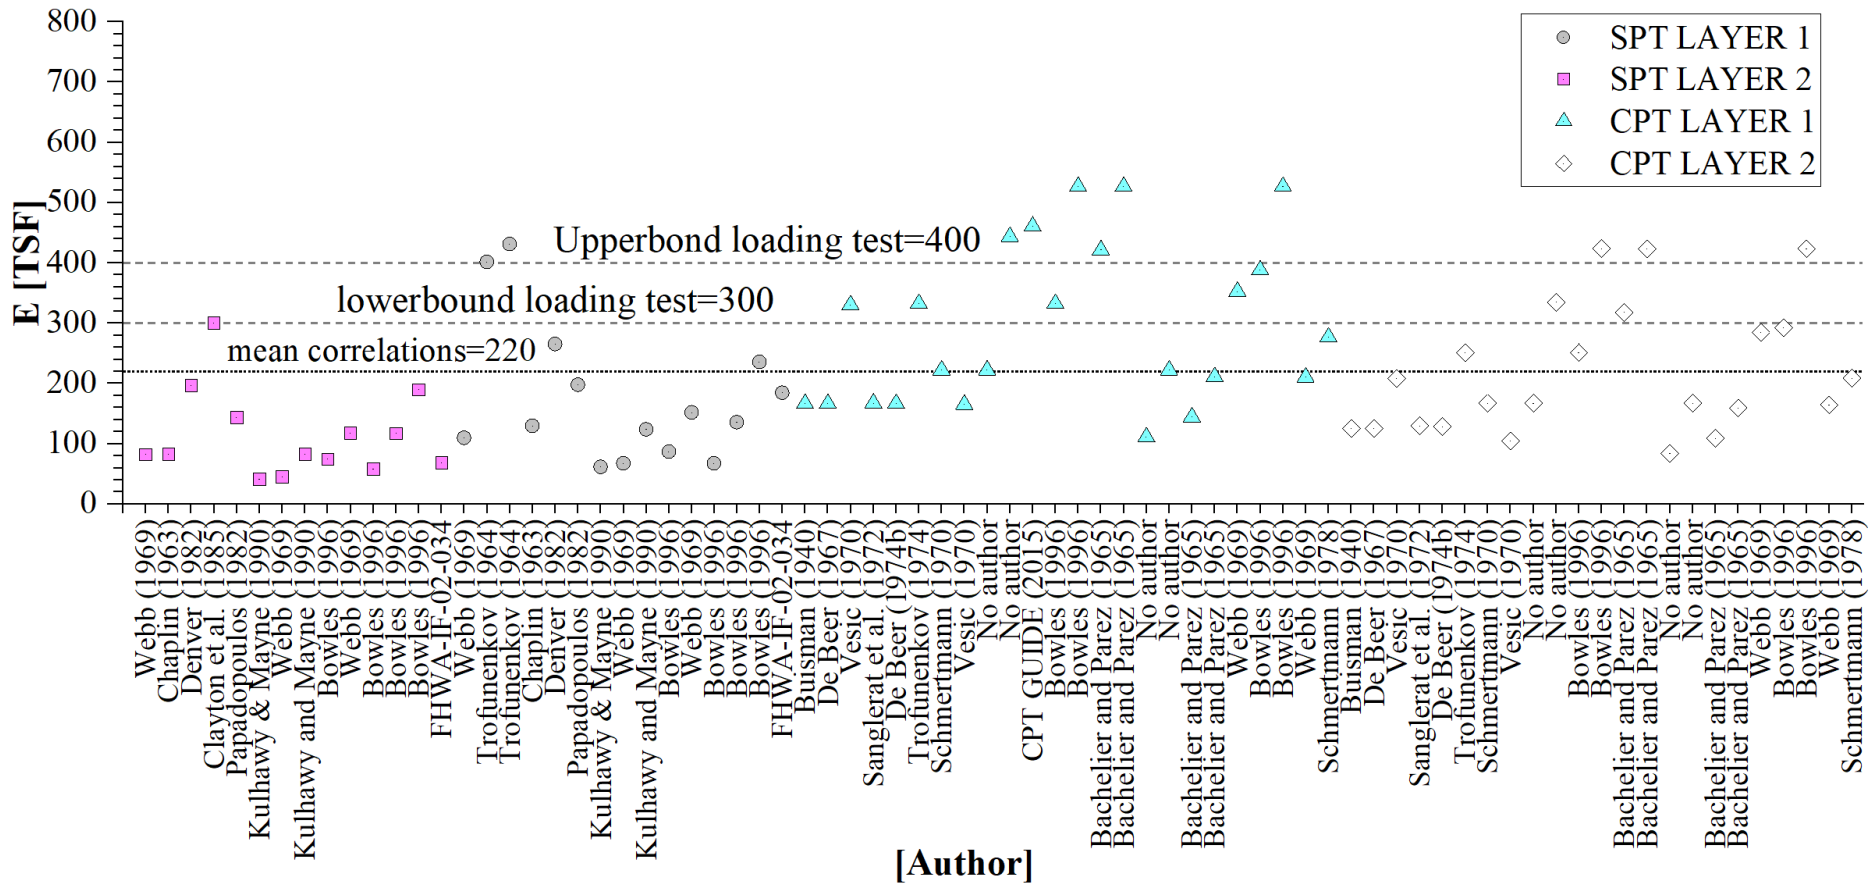 800
700
600
500
400
300
200
100
0
E [TSF]
SPT LAYER 1
SPT LAYER 2
CPT LAYER 1
CPT LAYER 2
Upperbond loading test=400
lowerbound loading test=300
mean correlations=220
Webb (1969)
Chaplin (1963)
Denver (1982)
Clayton et al. (1985)
Papadopoulos (1982)
Kulhawy & Mayne (1990)
Webb (1969)
Kulhawy and Mayne (1990)
Bowles (1996)
Webb (1969)
Bowles (1996)
Bowles (1996)
Bowles (1996)
FHWA-IF-02-034
Webb (1969)
Trofunenkov (1964)
Trofunenkov (1964)
Chaplin (1963)
Denver (1982)
Papadopoulos (1982)
Kulhawy & Mayne (1990)
Webb (1969)
Kulhawy and Mayne (1990)
Bowles (1996)
Webb (1969)
Bowles (1996)
Bowles (1996)
Bowles (1996)
FHWA-IF-02-034
Buisman (1940)
De Beer (1967)
Vesic (1970)
Sanglerat et al. (1972)
De Beer (1974b)
Trofunenkov (1974)
Schmertmann (1970)
Vesic (1970)
No author
No author
CPT GUIDE (2015)
Bowles (1996)
Bowles (1996)
Bachelier and Parez (1965)
Bachelier and Parez (1965)
No author
No author
Bachelier and Parez (1965)
Bachelier and Parez (1965)
Webb (1969)
Bowles (1996)
Bowles (1996)
Webb (1969)
Schmertmann (1978)
Buisman (1940)
De Beer (1967)
Vesic (1970)
Sanglerat et al. (1972)
De Beer (1974b)
Trofunenkov (1974)
Schmertmann (1970)
Vesic (1970)
No author
No author
Bowles (1996)
Bowles (1996)
Bachelier and Parez (1965)
Bachelier and Parez (1965)
No author
No author
Bachelier and Parez (1965)
Bachelier and Parez (1965)
Webb (1969)
Bowles (1996)
Bowles (1996)
Webb (1969)
Schmertmann (1978)
[Author]